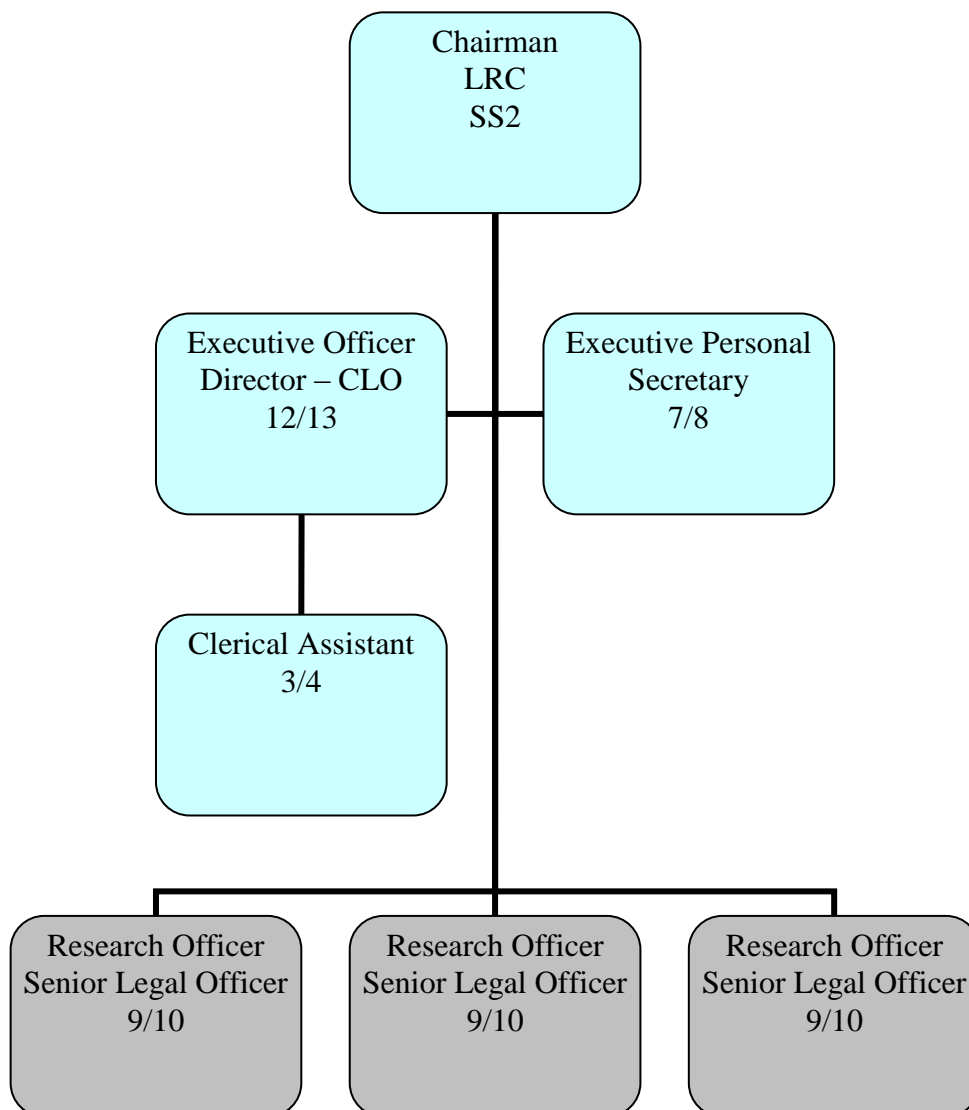 Chairman
LRC
SS2
Executive Officer
Director – CLO
12/13
Executive Personal
Secretary
7/8
Clerical Assistant
3/4
Research Officer
Senior Legal Officer
9/10
Research Officer
Senior Legal Officer
9/10
Research Officer
Senior Legal Officer
9/10